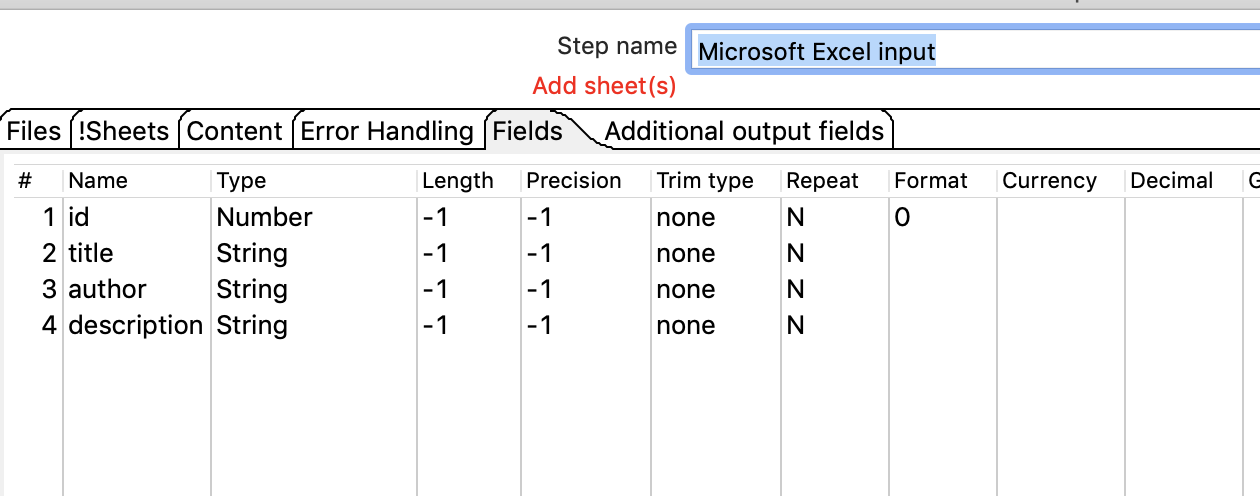 Step name Microsoft Excel input
Add sheet(s)
Files !Sheets Content Error Handling Fields Additional output fields
# Name Type Length Precision Trim type Repeat Format Currency Decimal
1 id Number -1 -1 none N 0
2 title String -1 -1 none N
3 author String -1 -1 none N
4 description String -1 -1 none N